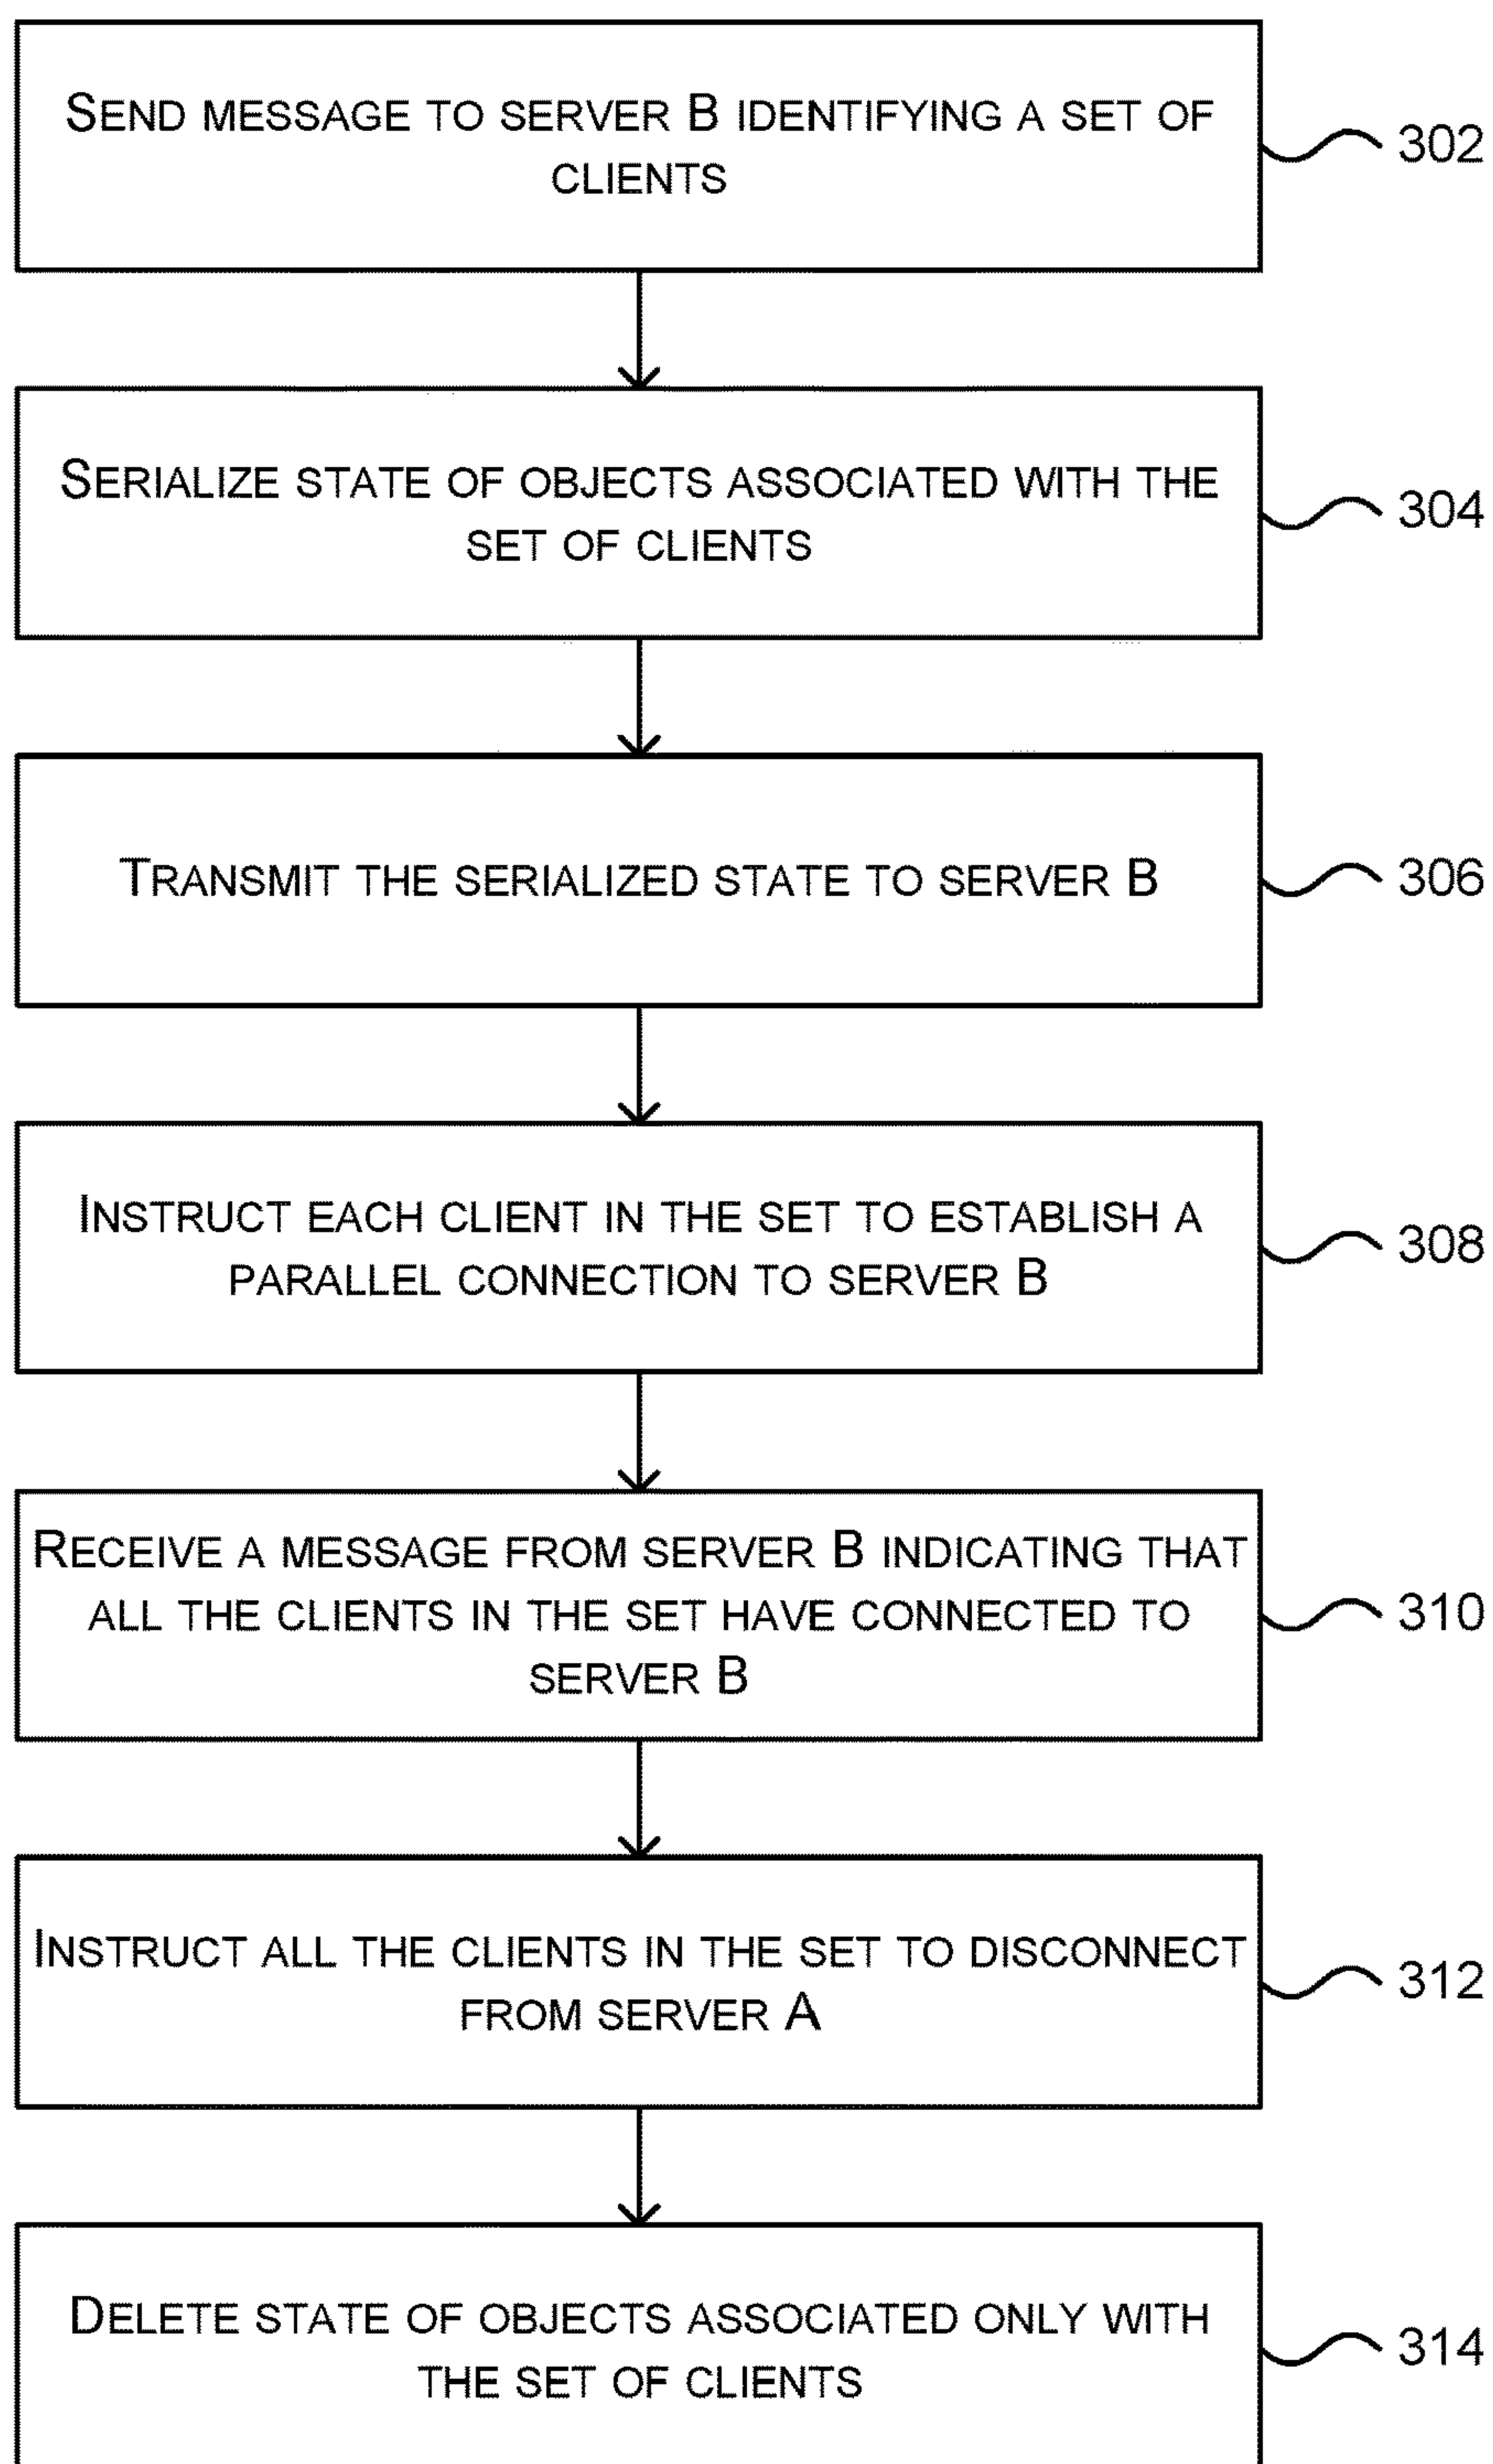 SEND MESSAGE TO SERVER B IDENTIFYING A SET OF
CLIENTS
302
SERIALIZE STATE OF OBJECTS ASSOCIATED WITH THE
SET OF CLIENTS
304
TRANSMIT THE SERIALIZED STATE TO SERVER B
306
INSTRUCT EACH CLIENT IN THE SET TO ESTABLISH A
PARALLEL CONNECTION TO SERVER B
308
RECEIVE A MESSAGE FROM SERVER B INDICATING THAT
ALL THE CLIENTS IN THE SET HAVE CONNECTED TO
SERVER B
310
INSTRUCT ALL THE CLIENTS IN THE SET TO DISCONNECT
FROM SERVER A
312
DELETE STATE OF OBJECTS ASSOCIATED ONLY WITH
THE SET OF CLIENTS
314